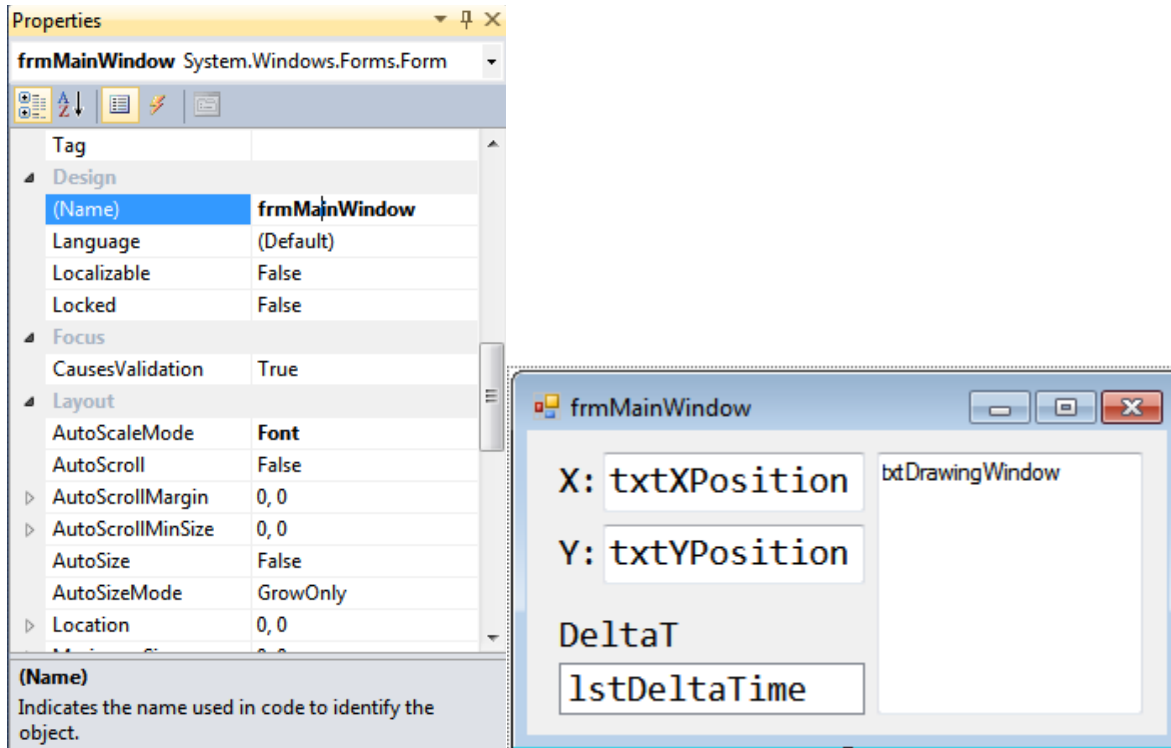 Properties
frmMainWindow System.Windows.Forms.Form
Tag
Design
(Name) frmMainWindow
Language (Default)
Localizable False
Locked False
Focus
CausesValidation True
Layout
AutoScaleMode Font
AutoScroll False
AutoScrollMargin 0, 0
AutoScrollMinSize 0, 0
AutoSize False
AutoSizeMode GrowOnly
Location 0, 0
(Name)
Indicates the name used in code to identify the
object.
frmMainWindow
X: txtXPosition
txtDrawingWindow
Y: txtYPosition
DeltaT
lstDeltaTime